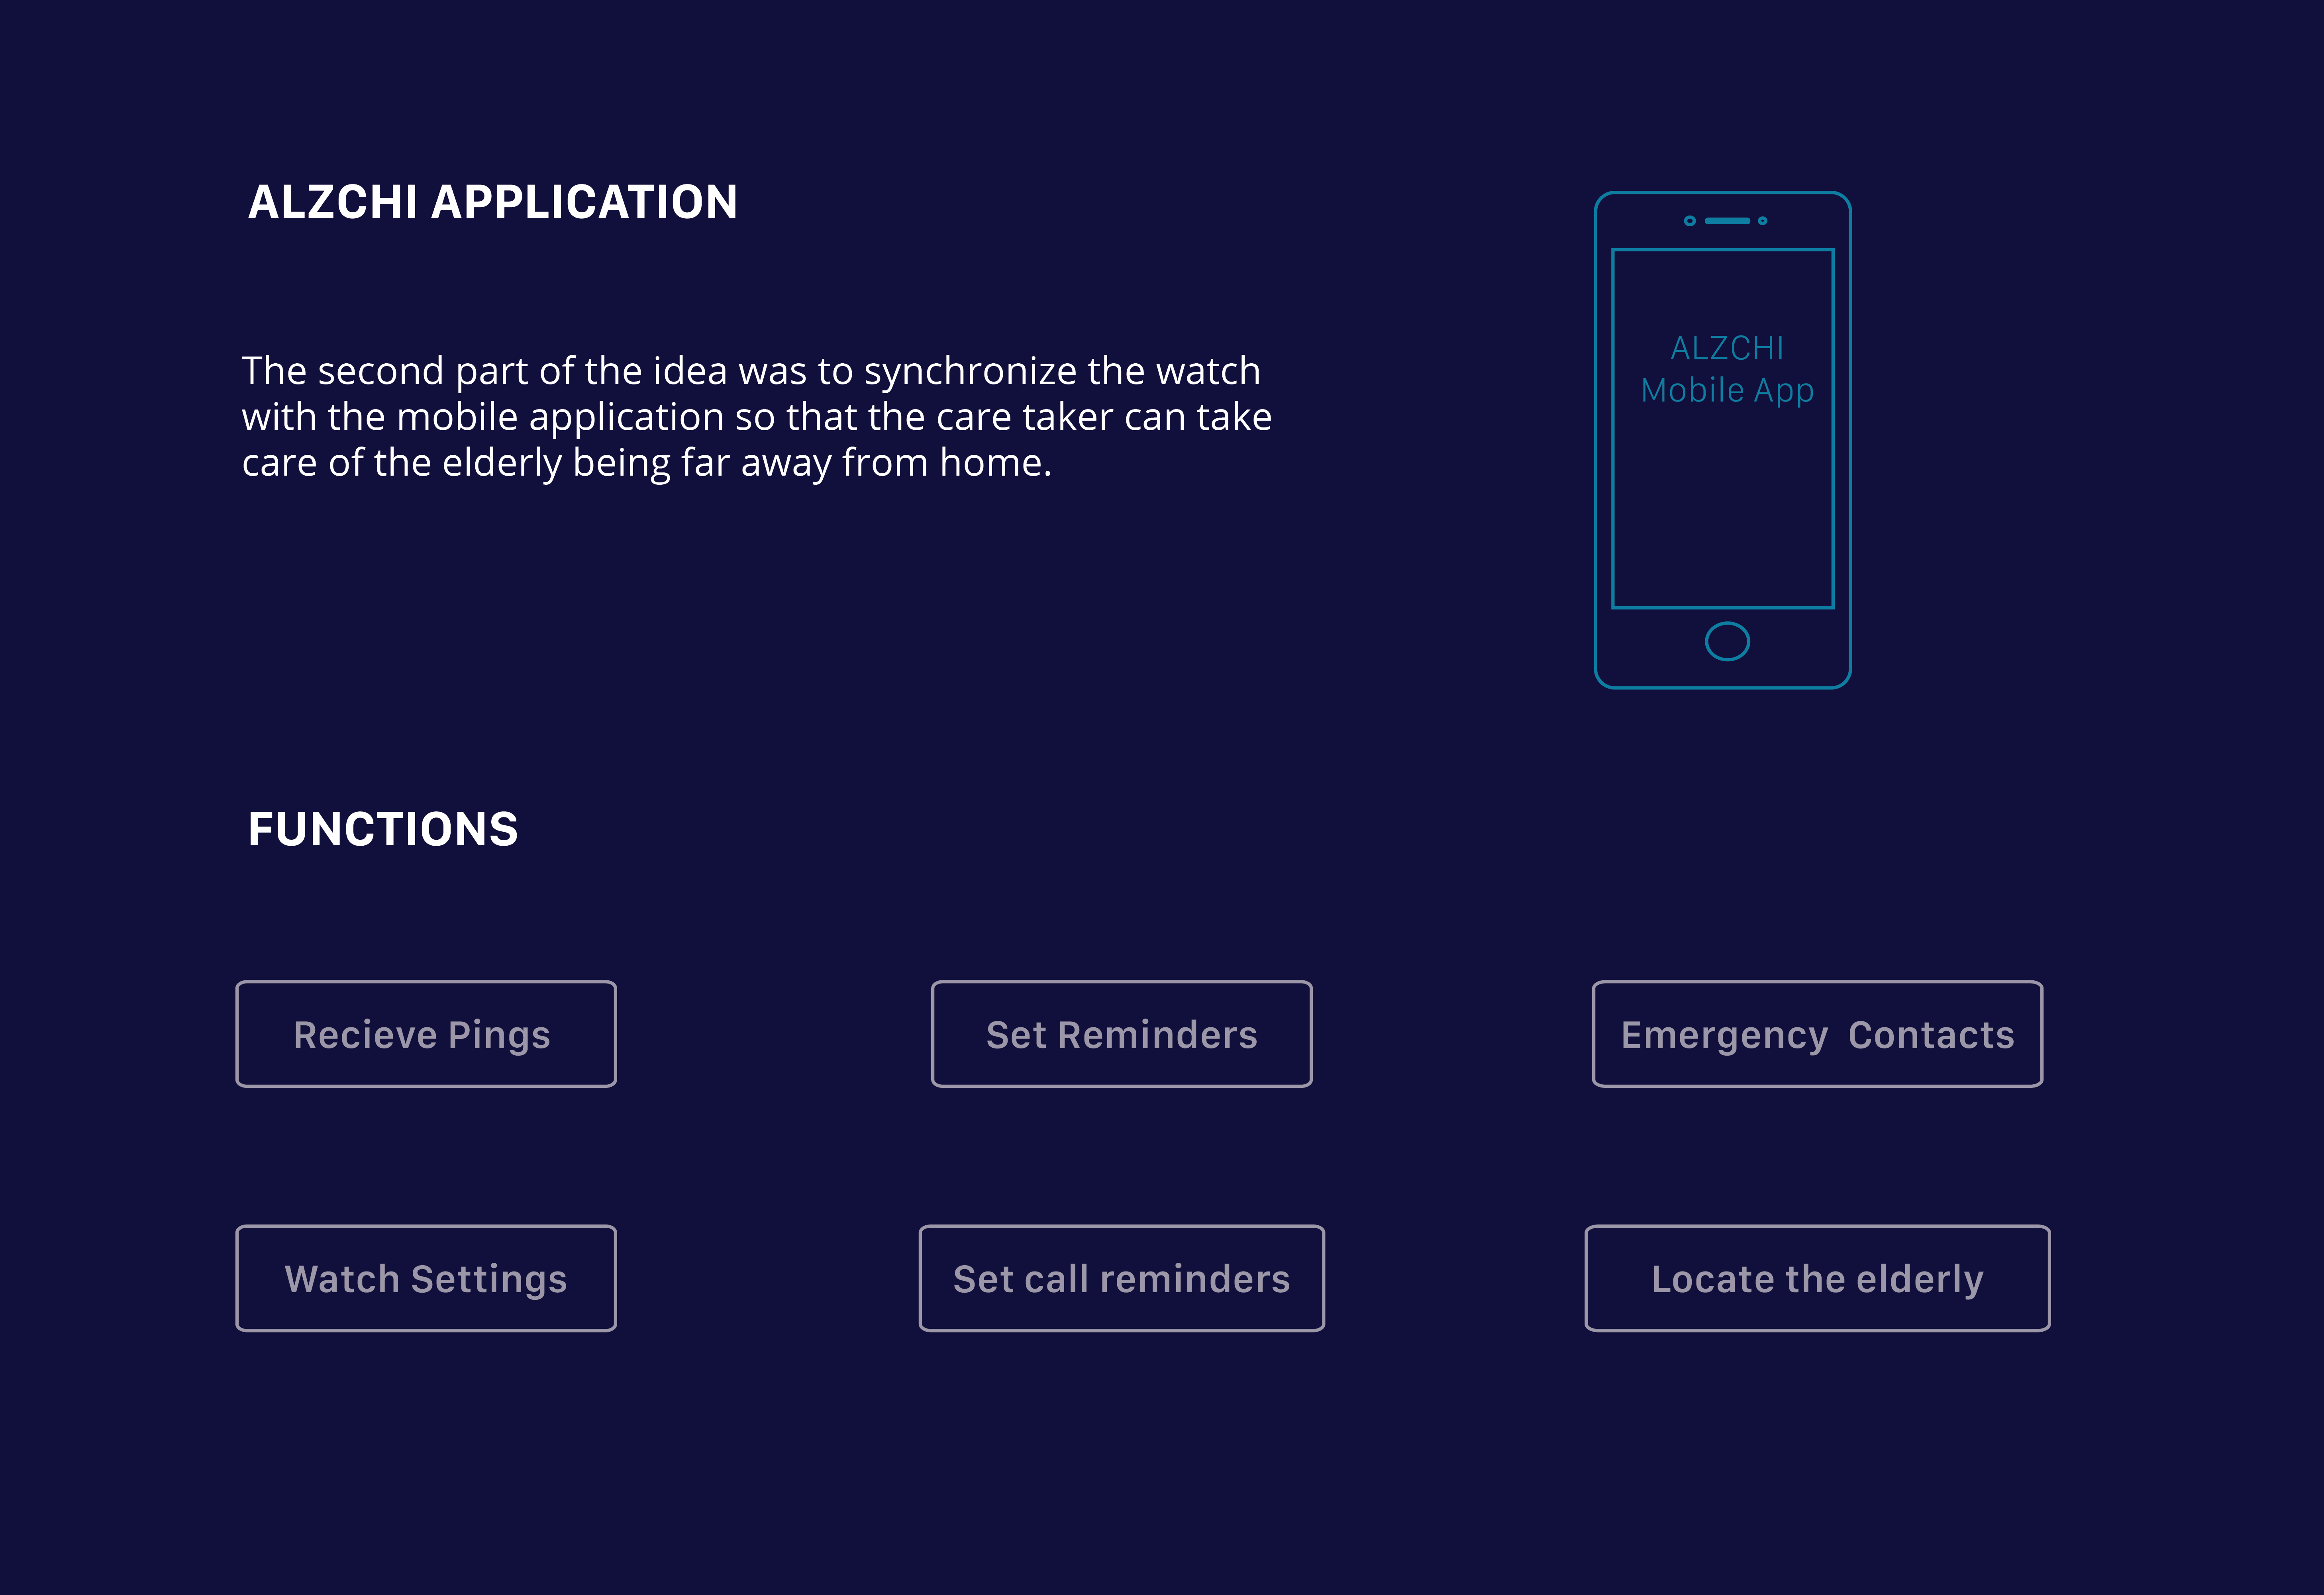 ALZCHI APPLICATION
The second part of the idea was to synchronize the watch
with the mobile application so that the care taker can take
care of the elderly being far away from home.
ALZCHI
Mobile App
FUNCTIONS
Recieve Pings
Set Reminders
Emergency  Contacts
Watch Settings
Set call reminders
Locate the elderly